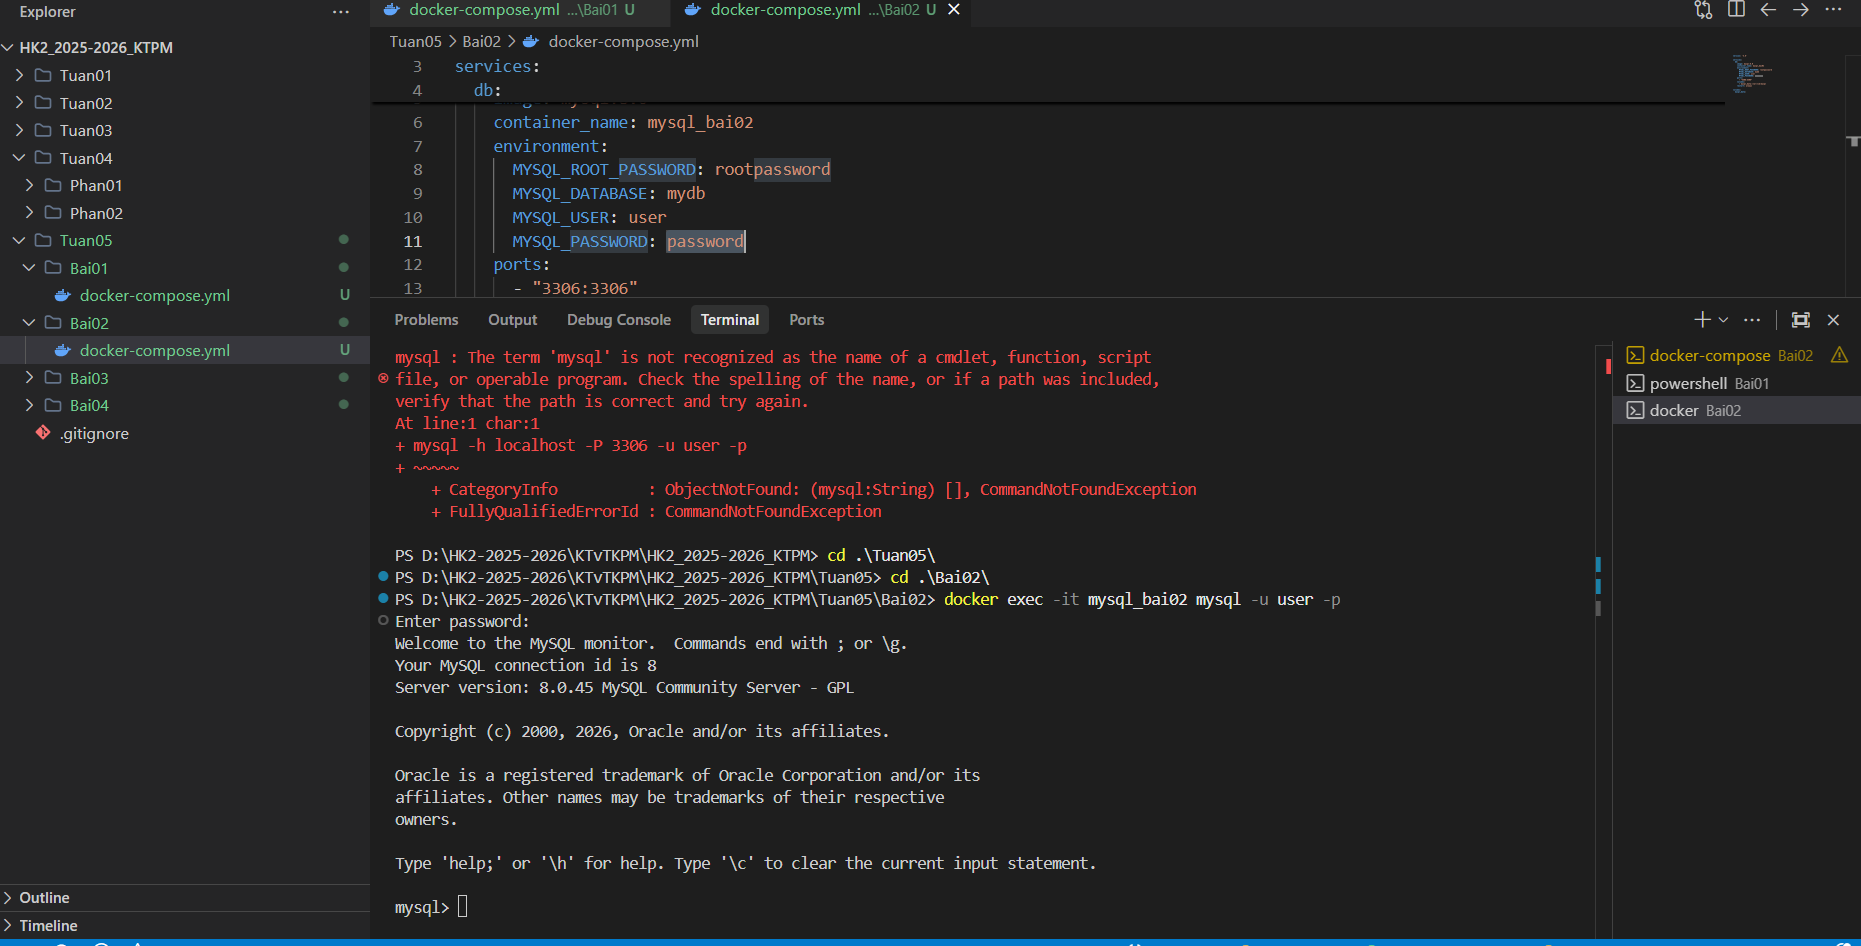 Explorer
HK2_2025-2026_KTPM
Tuan01
Tuan02
Tuan03
Tuan04
Phan01
Phan02
Tuan05
Bai01
docker-compose.yml U
Bai02
docker-compose.yml U
Bai03
Bai04
.gitignore
Outline
Timeline
docker-compose.yml ...\Bai01 U
docker-compose.yml ...\Bai02 U
Tuan05 > Bai02 > docker-compose.yml
3 services:
4 db:
6 container_name: mysql_bai02
7 environment:
8 MYSQL_ROOT_PASSWORD: rootpassword
9 MYSQL_DATABASE: mydb
10 MYSQL_USER: user
11 MYSQL_PASSWORD: password
12 ports:
13 - "3306:3306"
Problems Output Debug Console Terminal Ports
mysql : The term 'mysql' is not recognized as the name of a cmdlet, function, script
file, or operable program. Check the spelling of the name, or if a path was included,
verify that the path is correct and try again.
At line:1 char:1
+ mysql -h localhost -P 3306 -u user -p
+ ~~~~~
+ CategoryInfo : ObjectNotFound: (mysql:String) [], CommandNotFoundException
+ FullyQualifiedErrorId : CommandNotFoundException
PS D:\HK2-2025-2026\KTvTKPM\HK2_2025-2026_KTPM> cd .\Tuan05\
PS D:\HK2-2025-2026\KTvTKPM\HK2_2025-2026_KTPM\Tuan05> cd .\Bai02\
PS D:\HK2-2025-2026\KTvTKPM\HK2_2025-2026_KTPM\Tuan05\Bai02> docker exec -it mysql_bai02 mysql -u user -p
Enter password:
Welcome to the MySQL monitor.  Commands end with ; or \g.
Your MySQL connection id is 8
Server version: 8.0.45 MySQL Community Server - GPL
Copyright (c) 2000, 2026, Oracle and/or its affiliates.
Oracle is a registered trademark of Oracle Corporation and/or its
affiliates. Other names may be trademarks of their respective
owners.
Type 'help;' or '\h' for help. Type '\c' to clear the current input statement.
mysql>
docker-compose Bai02
powershell Bai01
docker Bai02